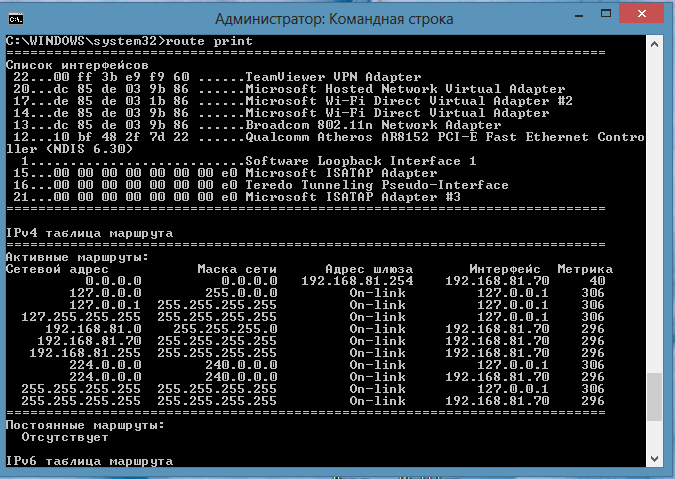 Администратор: Командная строка
C:\WINDOWS\system32>route print
===========================================================================
Список интерфейсов
 22...00 ff 3b e9 f9 60 ......TeamViewer VPN Adapter
 20...dc 85 de 03 9b 86 ......Microsoft Hosted Network Virtual Adapter
 17...de 85 de 03 1b 86 ......Microsoft Wi-Fi Direct Virtual Adapter #2
 14...de 85 de 03 9b 86 ......Microsoft Wi-Fi Direct Virtual Adapter
 13...dc 85 de 03 9b 86 ......Broadcom 802.11n Network Adapter
 12...10 bf 48 2f 7d 22 ......Qualcomm Atheros AR8152 PCI-E Fast Ethernet Contro
ller (NDIS 6.30)
  1...........................Software Loopback Interface 1
 15...00 00 00 00 00 00 00 e0 Microsoft ISATAP Adapter
 16...00 00 00 00 00 00 00 e0 Teredo Tunneling Pseudo-Interface
 21...00 00 00 00 00 00 00 e0 Microsoft ISATAP Adapter #3
===========================================================================
IPv4 таблица маршрута
===========================================================================
Активные маршруты:
Сетевой адрес Маска сети Адрес шлюза Интерфейс Метрика
0.0.0.0 0.0.0.0 192.168.81.254 192.168.81.70 40
127.0.0.0 255.0.0.0 On-link 127.0.0.1 306
127.0.0.1 255.255.255.255 On-link 127.0.0.1 306
127.255.255.255 255.255.255.255 On-link 127.0.0.1 306
192.168.81.0 255.255.255.0 On-link 192.168.81.70 296
192.168.81.70 255.255.255.255 On-link 192.168.81.70 296
192.168.81.255 255.255.255.255 On-link 192.168.81.70 296
224.0.0.0 240.0.0.0 On-link 127.0.0.1 306
224.0.0.0 240.0.0.0 On-link 192.168.81.70 296
255.255.255.255 255.255.255.255 On-link 127.0.0.1 306
255.255.255.255 255.255.255.255 On-link 192.168.81.70 296
===========================================================================
Постоянные маршруты:
  Отсутствует
IPv6 таблица маршрута